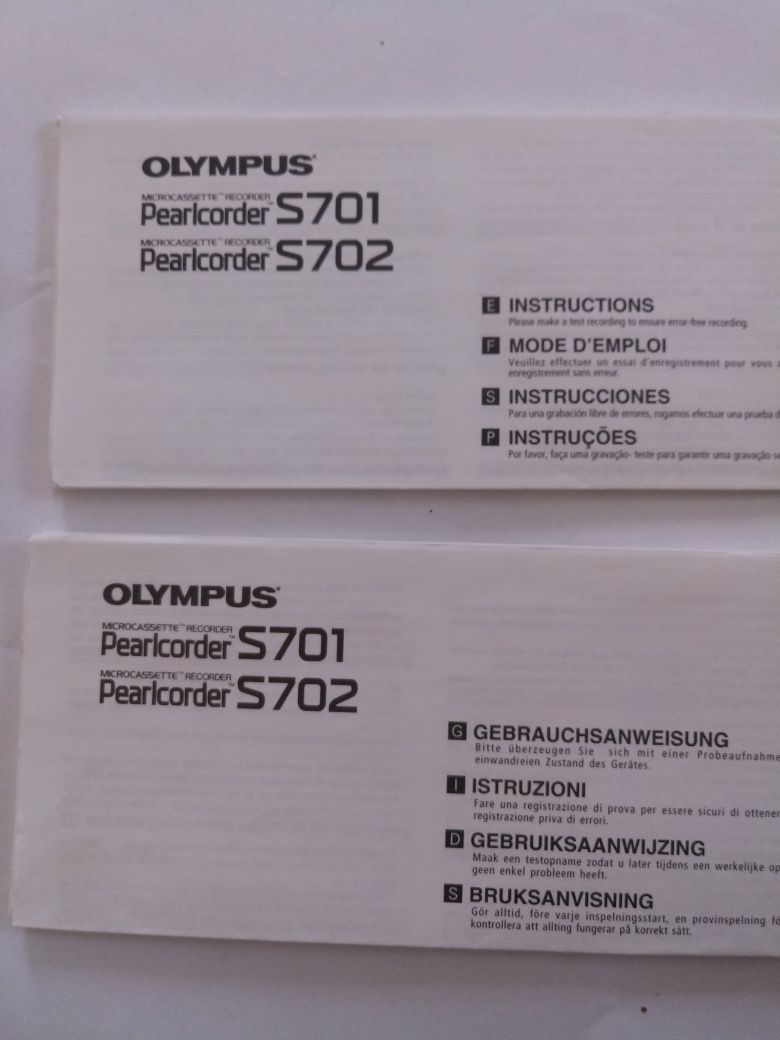 OLYMPUS®
MICROCASSETTE™ RECORDER
Pearlcorder™ S701
MICROCASSETTE™ RECORDER
Pearlcorder™ S702
E INSTRUCTIONS
Please make a test recording to ensure error-free recording.
F MODE D'EMPLOI
Veuillez effectuer un essai d'enregistrement pour vous
enregistrement sans erreur.
S INSTRUCCIONES
Para una grabación libre de errores, rogamos efectuar una prueba d
P INSTRUÇÕES
Por favor, faça uma gravação- teste para garantir uma gravação se
OLYMPUS®
MICROCASSETTE™ RECORDER
Pearlcorder™ S701
MICROCASSETTE™ RECORDER
Pearlcorder™ S702
G GEBRAUCHSANWEISUNG
Bitte überzeugen Sie sich mit einer Probeaufnahme
einwandreien Zustand des Gerätes.
I ISTRUZIONI
Fare una registrazione di prova per essere sicuri di ottener
registrazione priva di errori.
D GEBRUIKSAANWIJZING
Maak een testopname zodat u later tijdens een werkelijke op
geen enkel probleem heeft.
S BRUKSANVISNING
Gör alltid, före varje inspelningsstart, en provinspelning fö
kontrollera att allting fungerar på korrekt sätt.